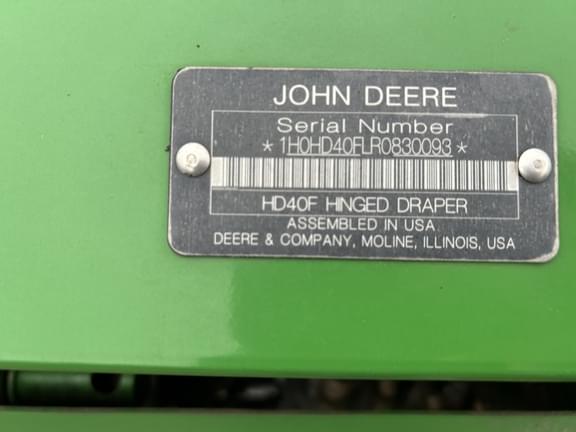 JOHN DEERE
Serial Number
*1H0HD40FLR0830093*
HD40F HINGED DRAPER
ASSEMBLED IN USA
DEERE & COMPANY, MOLINE, ILLINOIS, USA